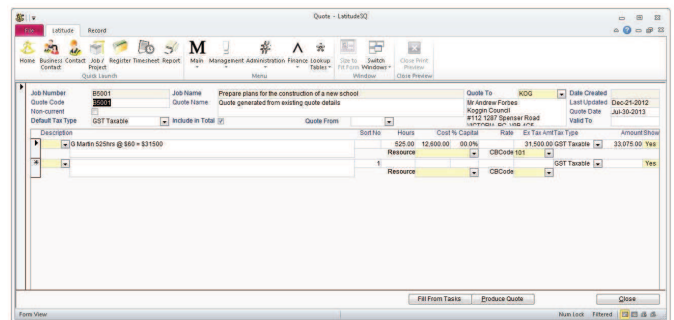 Quote - LatitudeSQ
File Latitude Record
Home Business Contact Contact Job / Project Register Timesheet Report Main Management Administration Finance Lookup Tables Size to Fit Form Switch Windows Close Print Preview
Quick Launch Menu Window Close Preview
Job Number B5001 Job Name Prepare plans for the construction of a new school Quote To KOG Date Created
Quote Code B5001 Quote Name Quote generated from existing quote details Mr Andrew Forbes Last Updated Dec-21-2012
Non-current Koggin Council Quote Date Jul-30-2013
Default Tax Type GST Taxable Include in Total Quote From #112 1287 Spenser Road Valid To
Description Sort No Hours Cost % Capital Rate Ex Tax Amt Tax Type Amount Show
G Martin 525hrs @ $60 = $31500 525.00 12,600.00 00.0% 31,500.00 GST Taxable 33,075.00 Yes
Resource CBCode 101
1 GST Taxable Yes
Resource CBCode
Fill From Tasks Produce Quote Close
Form View Num Lock Filtered